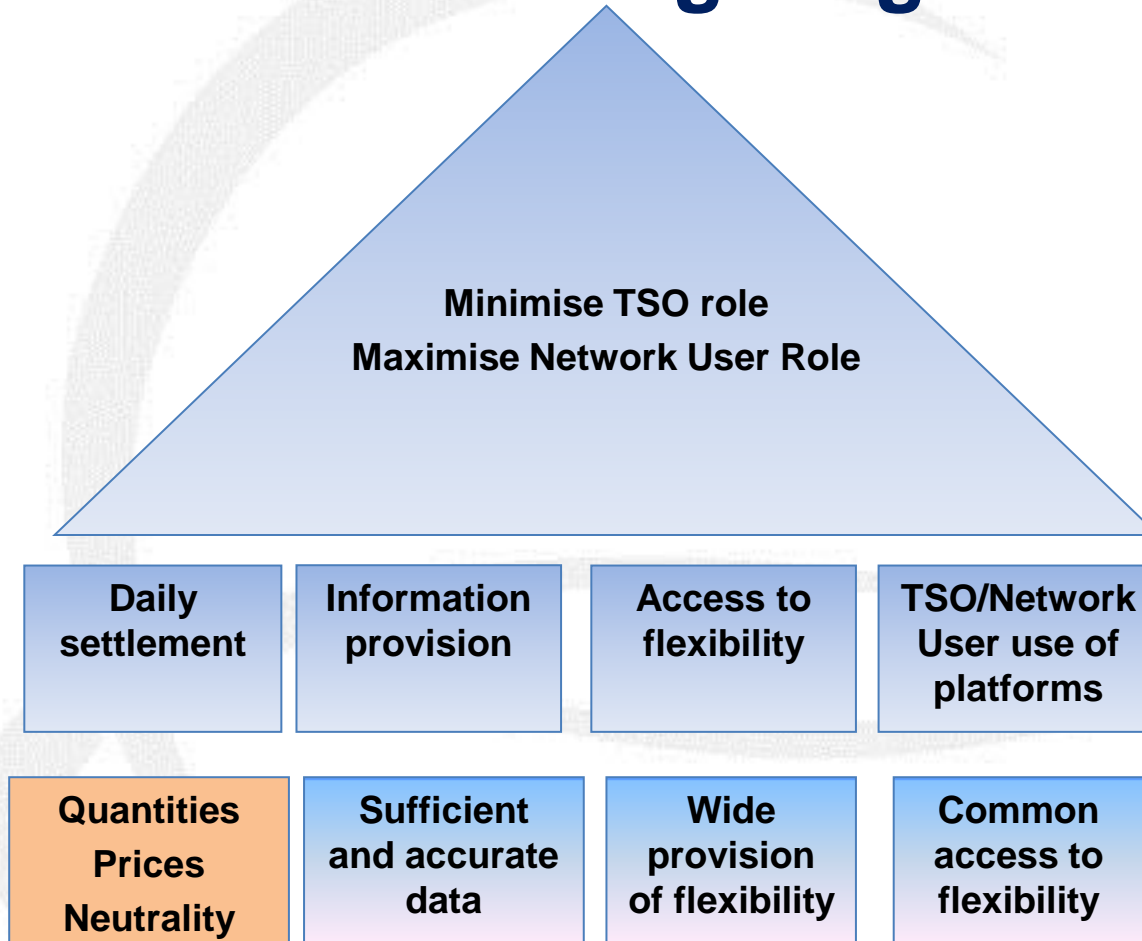 Minimise TSO role
Maximise Network User Role
Daily
settlement
Information
provision
Access to
flexibility
TSO/Network
User use of
platforms
Quantities
Prices
Neutrality
Sufficient
and accurate
data
Wide
provision
of flexibility
Common
access to
flexibility